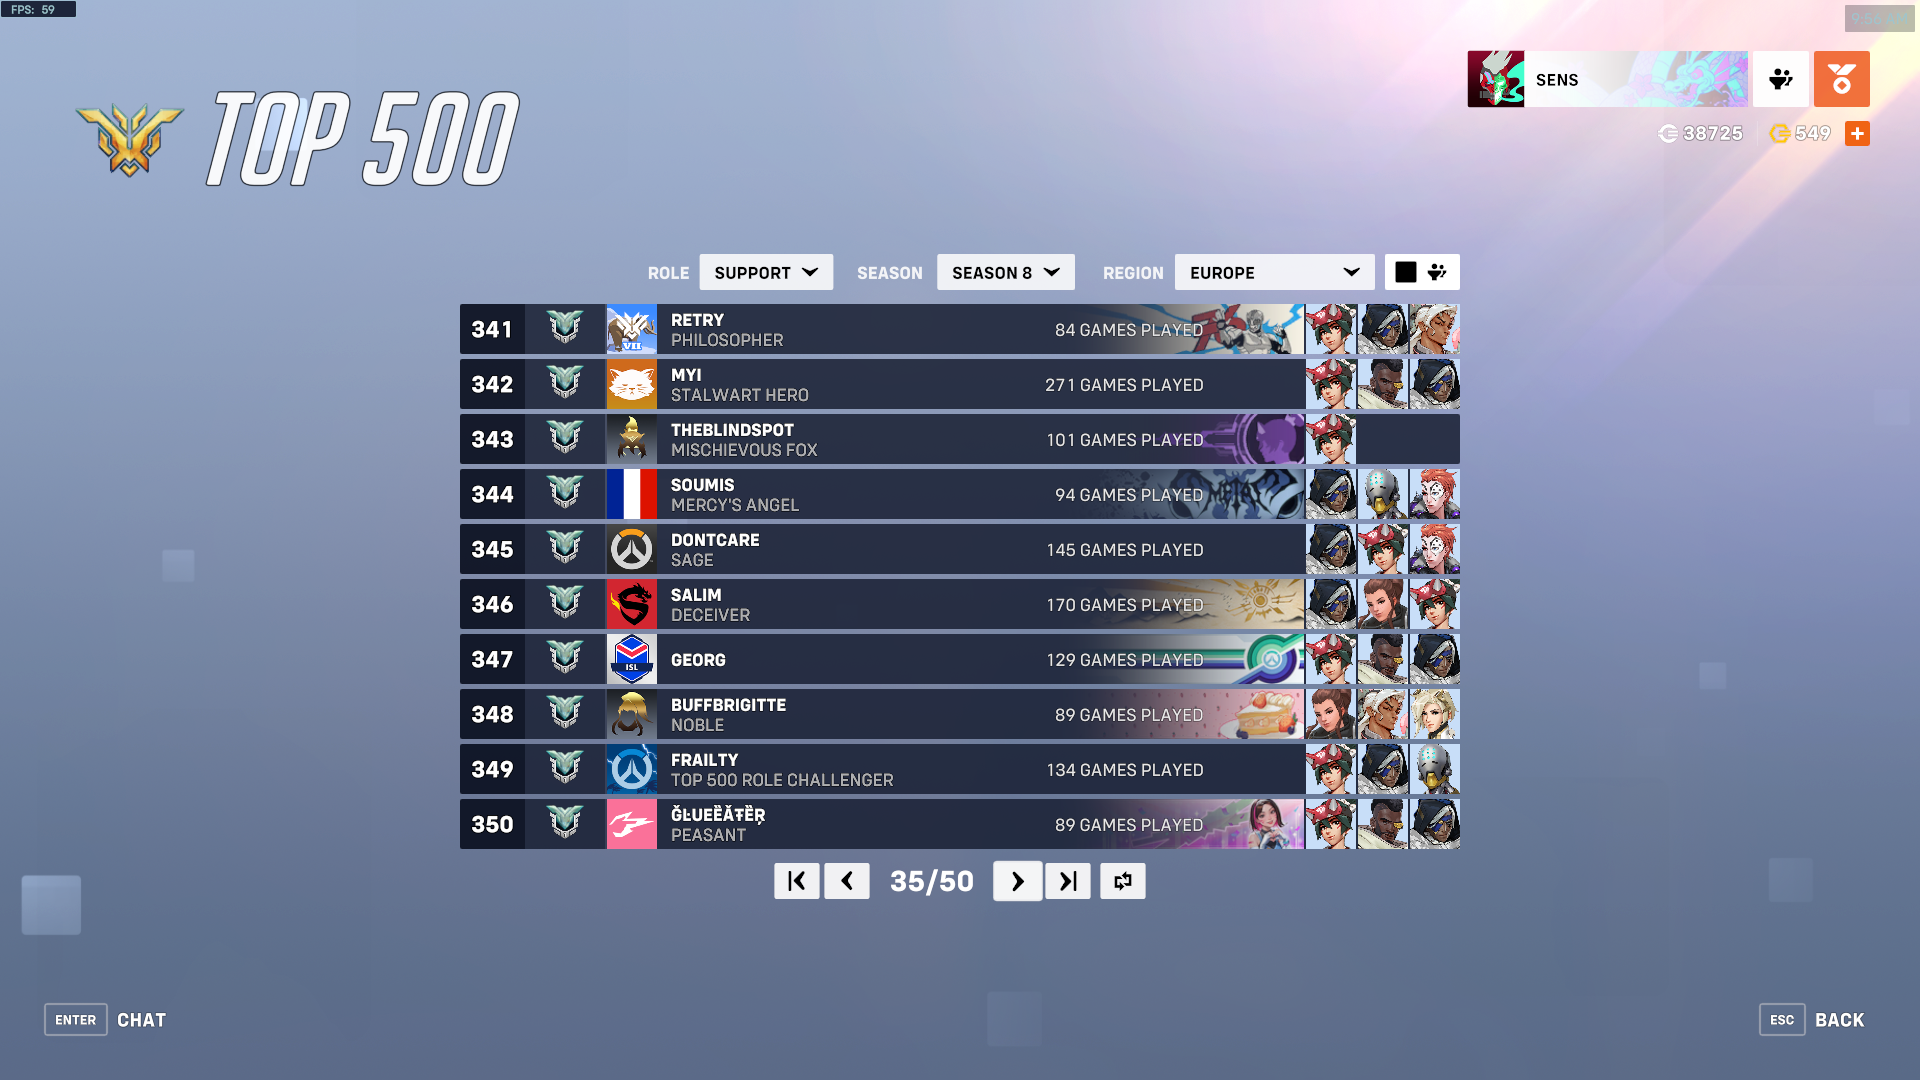 FPS: 59
TOP 500
SENS
38725
549
ROLE SUPPORT SEASON SEASON 8 REGION EUROPE
341 RETRY
PHILOSOPHER
84 GAMES PLAYED
342 MYI
STALWART HERO
271 GAMES PLAYED
343 THEBLINDSPOT
MISCHIEVOUS FOX
101 GAMES PLAYED
344 SOUMIS
MERCY'S ANGEL
94 GAMES PLAYED
345 DONTCARE
SAGE
145 GAMES PLAYED
346 SALIM
DECEIVER
170 GAMES PLAYED
347 GEORG
129 GAMES PLAYED
ISL
348 BUFFBRIGITTE
NOBLE
89 GAMES PLAYED
349 FRAILTY
TOP 500 ROLE CHALLENGER
134 GAMES PLAYED
350
PEASANT
89 GAMES PLAYED
35/50
ENTER CHAT
ESC BACK